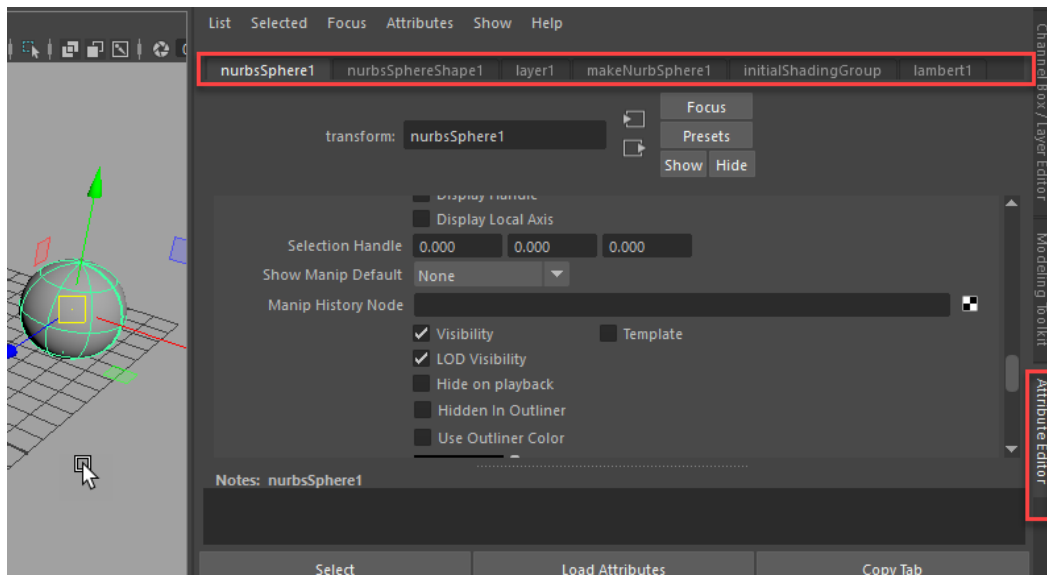 List Selected Focus Attributes Show Help
nurbsSphere1 nurbsSphereShape1 layer1 makeNurbSphere1 initialShadingGroup lambert1
Focus
transform: nurbsSphere1
Presets
Show Hide
Display Handle
Display Local Axis
Selection Handle 0.000 0.000 0.000
Show Manip Default None
Manip History Node
Visibility Template
LOD Visibility
Hide on playback
Hidden In Outliner
Use Outliner Color
Notes: nurbsSphere1
Select Load Attributes Copy Tab
Channel Box / Layer Editor
Modeling Toolkit
Attribute Editor